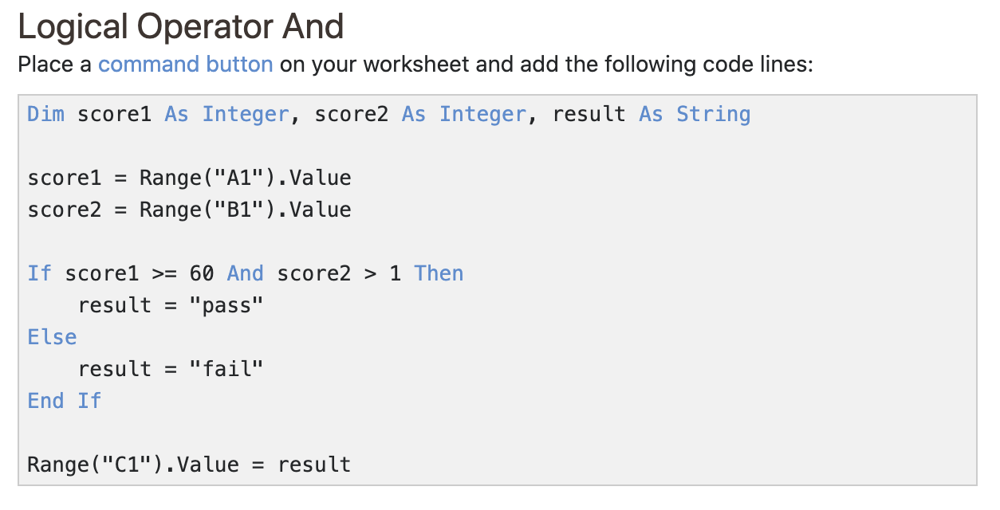 Logical Operator And
Place a command button on your worksheet and add the following code lines:
Dim score1 As Integer, score2 As Integer, result As String
score1 = Range("A1").Value
score2 = Range("B1").Value
If score1 >= 60 And score2 > 1 Then
    result = "pass"
Else
    result = "fail"
End If
Range("C1").Value = result